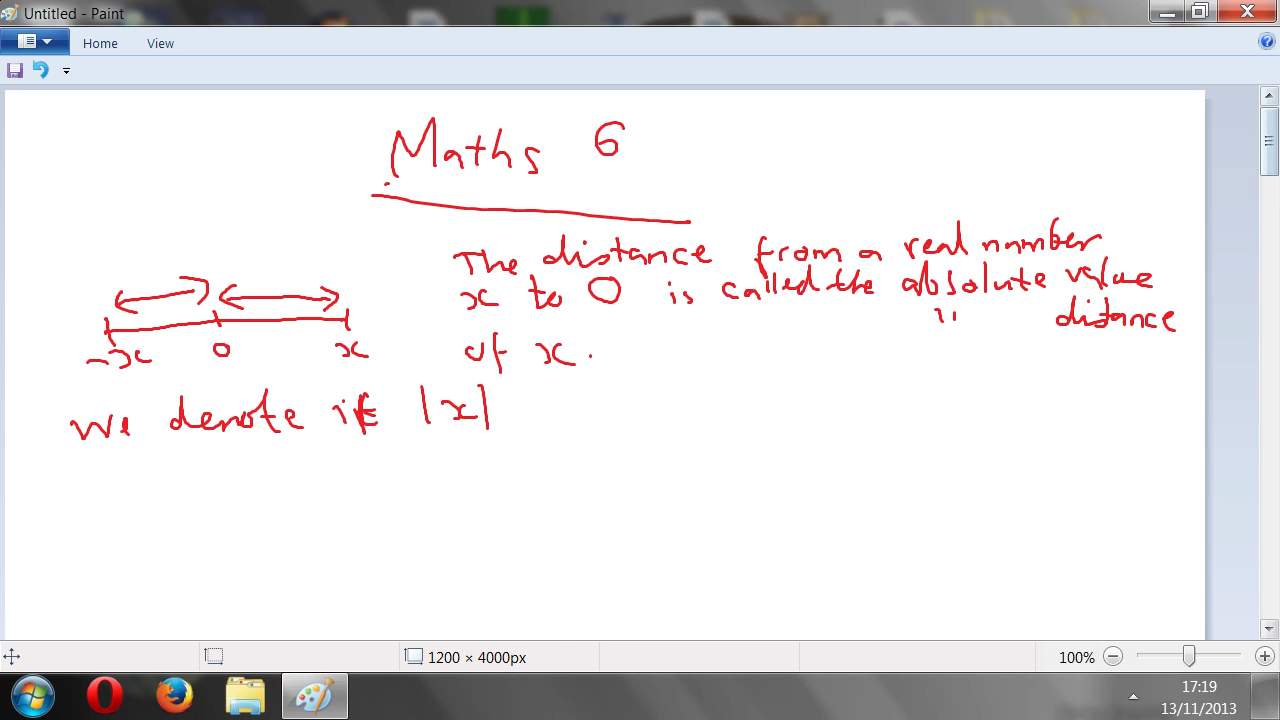 Untitled - Paint
Home View
Maths 6
The distance from a real number
x to 0 is called the absolute value
" distance
of x.
-x 0 x
We denote it |x|
1200 × 4000px
100%
17:19
13/11/2013